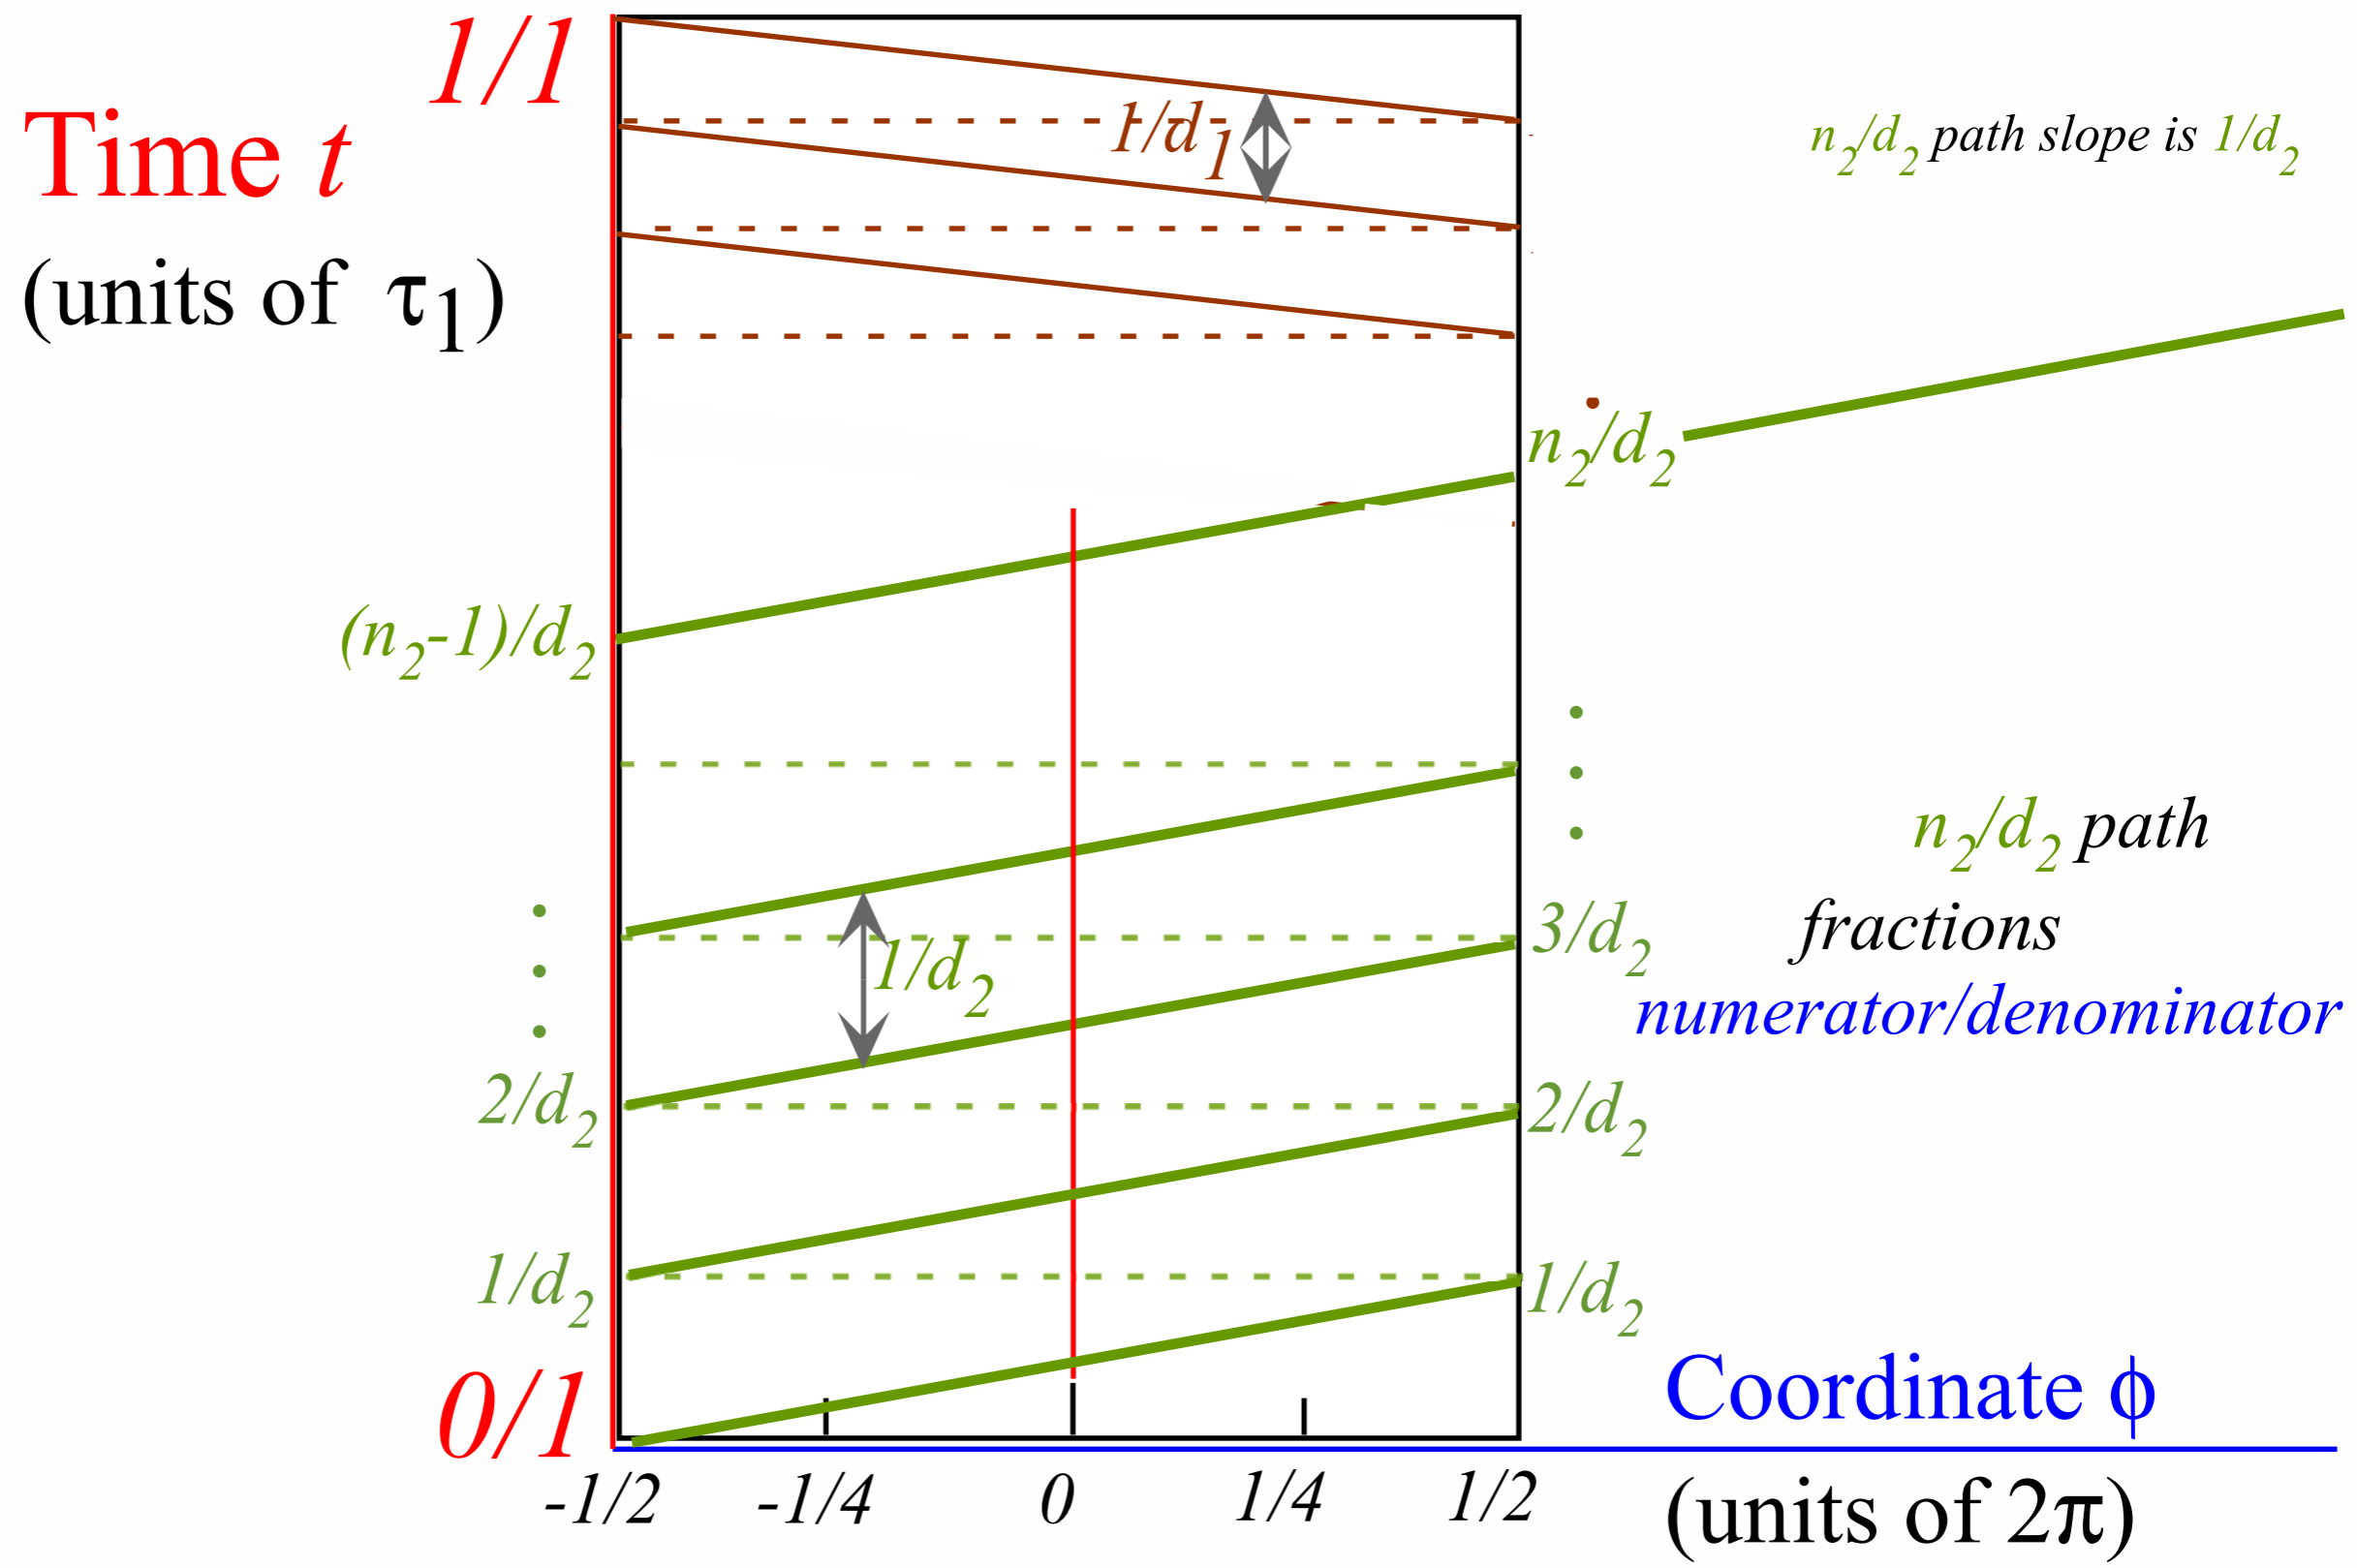 1/1
Time t
(units of τ1)
1/d1
n2/d2 path slope is 1/d2
n2/d2
(n2-1)/d2
n2/d2 path
fractions
numerator/denominator
3/d2
1/d2
2/d2
2/d2
1/d2
1/d2
0/1
Coordinate ϕ
-1/2 -1/4 0 1/4 1/2
(units of 2π)